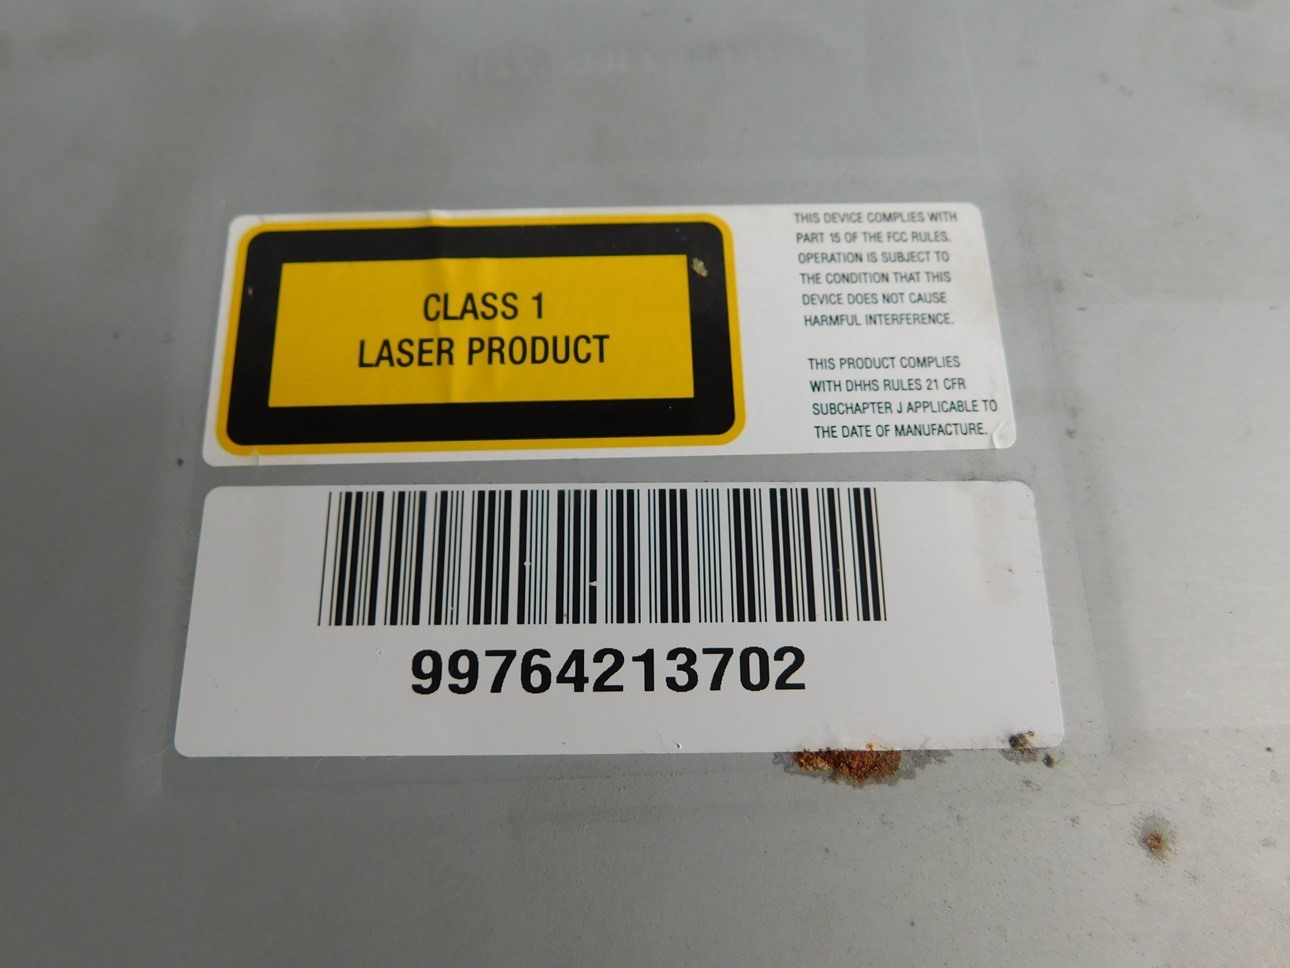 CLASS 1
LASER PRODUCT
THIS DEVICE COMPLIES WITH
PART 15 OF THE FCC RULES.
OPERATION IS SUBJECT TO
THE CONDITION THAT THIS
DEVICE DOES NOT CAUSE
HARMFUL INTERFERENCE.
THIS PRODUCT COMPLIES
WITH DHHS RULES 21 CFR
SUBCHAPTER J APPLICABLE TO
THE DATE OF MANUFACTURE.
99764213702